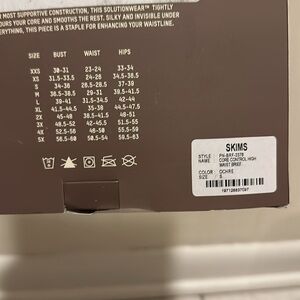 MOST SUPPORTIVE CONSTRUCTION, THIS SOLUTIONWEAR™ TIGHTLY
YOUR CORE AND SMOOTHS THE REST. SILKY AND INVISIBLE UNDER
EVERYTHING, THIS PIECE IS A STAPLE FOR ENHANCING YOUR WAISTLINE.
SIZE BUST WAIST HIPS
XXS 30-31 23-24 33-34
XS 31.5-33.5 24-26 34.5-36.5
S 34-36 26.5-28.5 37-39
M 36.5-38.5 29-31 39.5-41.5
L 39-41 31.5-34.5 42-44
XL 41.5-44.5 35-38 44.5-47.5
2X 45-48 38.5-41.5 48-51
3X 48.5-52 42-45.5 51.5-55
4X 52.5-56 46-50 55.5-59
5X 56.5-60 50.5-54 59.5-63
SKIMS
STYLE PN-BRF-2378
NAME CORE CONTROL HIGH
WAIST BRIEF
COLOR OCHRE
SIZE S